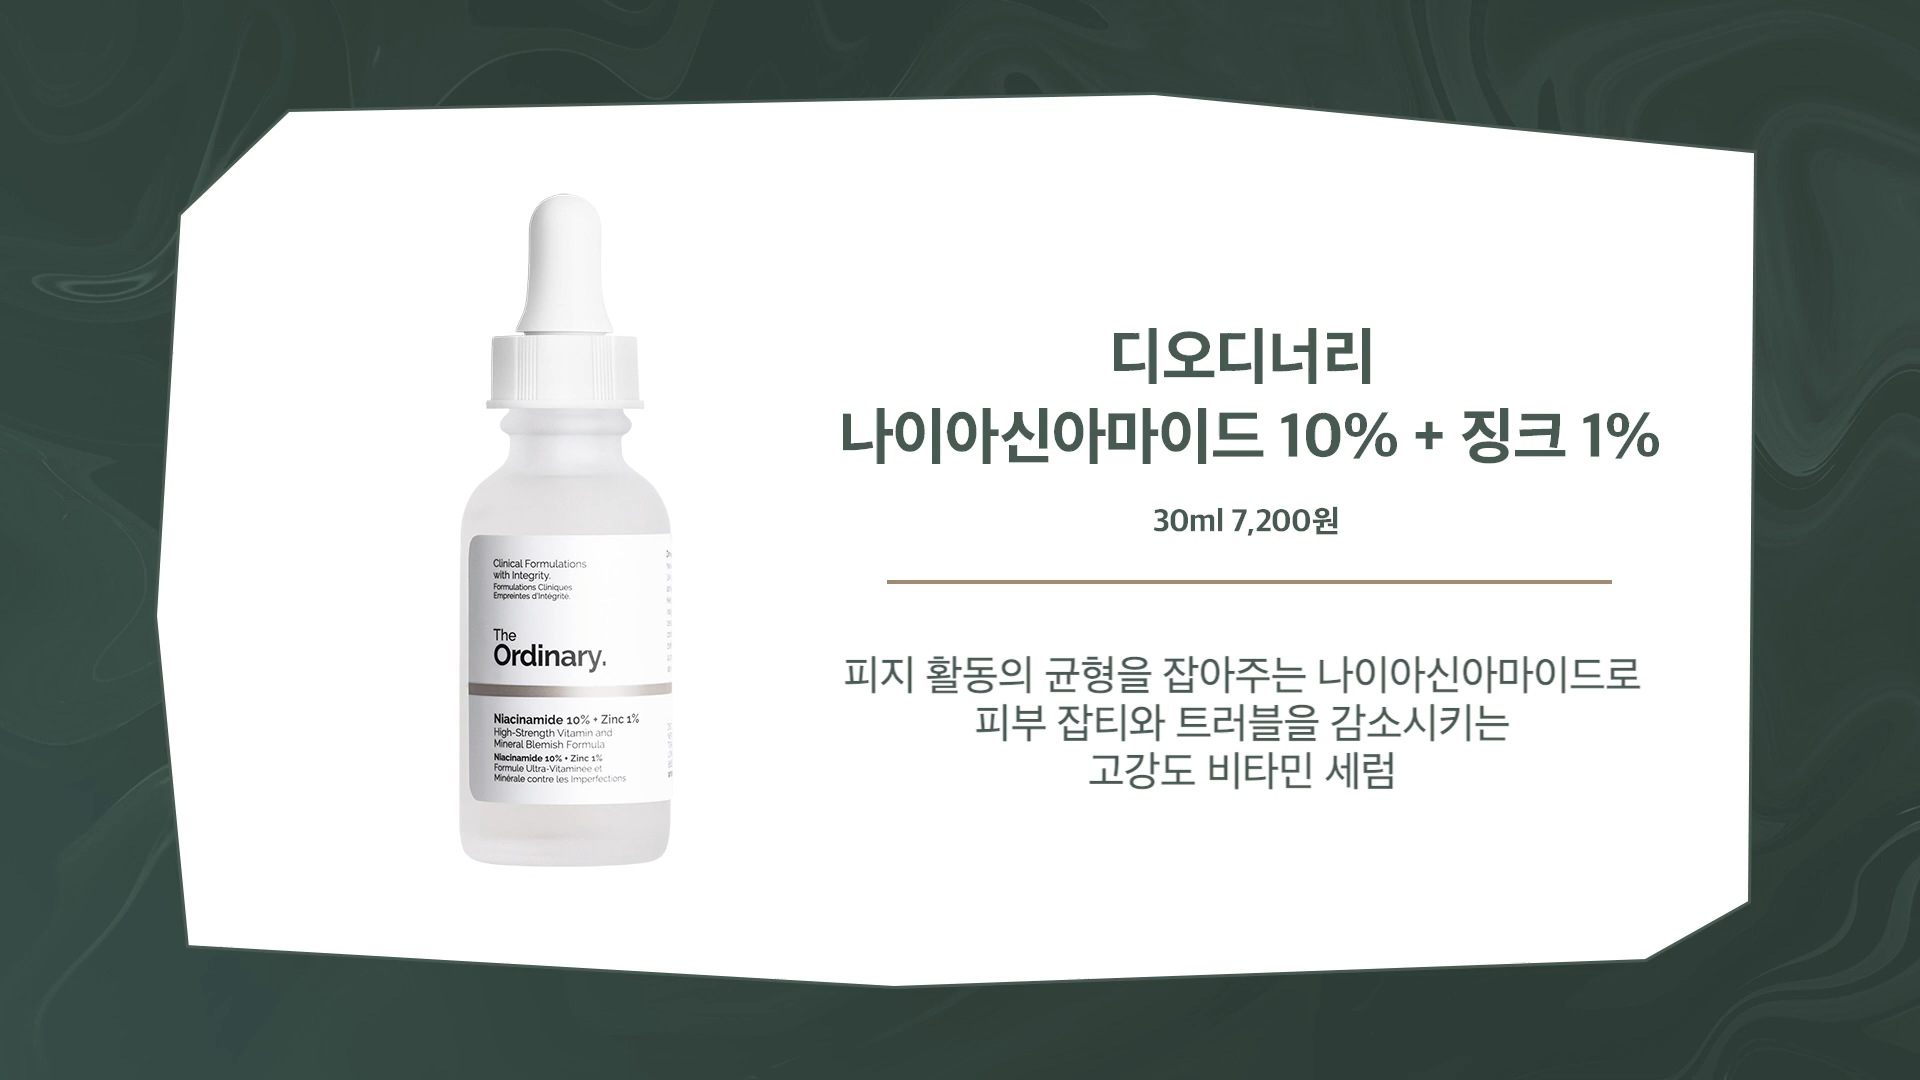 Clinical Formulations
with Integrity.
Formulations Cliniques
Empreintes d'Intégrité.
The
Ordinary.
Niacinamide 10% + Zinc 1%
High-Strength Vitamin and
Mineral Blemish Formula
Niacinamide 10% + Zinc 1%
Formule Ultra-Vitaminée et
Minérale contre les Imperfections
디오디너리
나이아신아마이드 10% + 징크 1%
30ml 7,200원
피지 활동의 균형을 잡아주는 나이아신아마이드로
피부 잡티와 트러블을 감소시키는
고강도 비타민 세럼